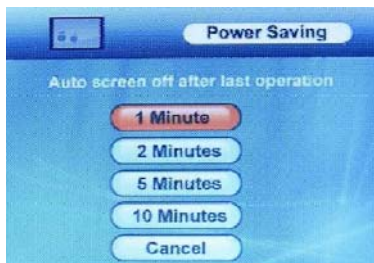 Power Saving
Auto screen off after last operation
1 Minute
2 Minutes
5 Minutes
10 Minutes
Cancel